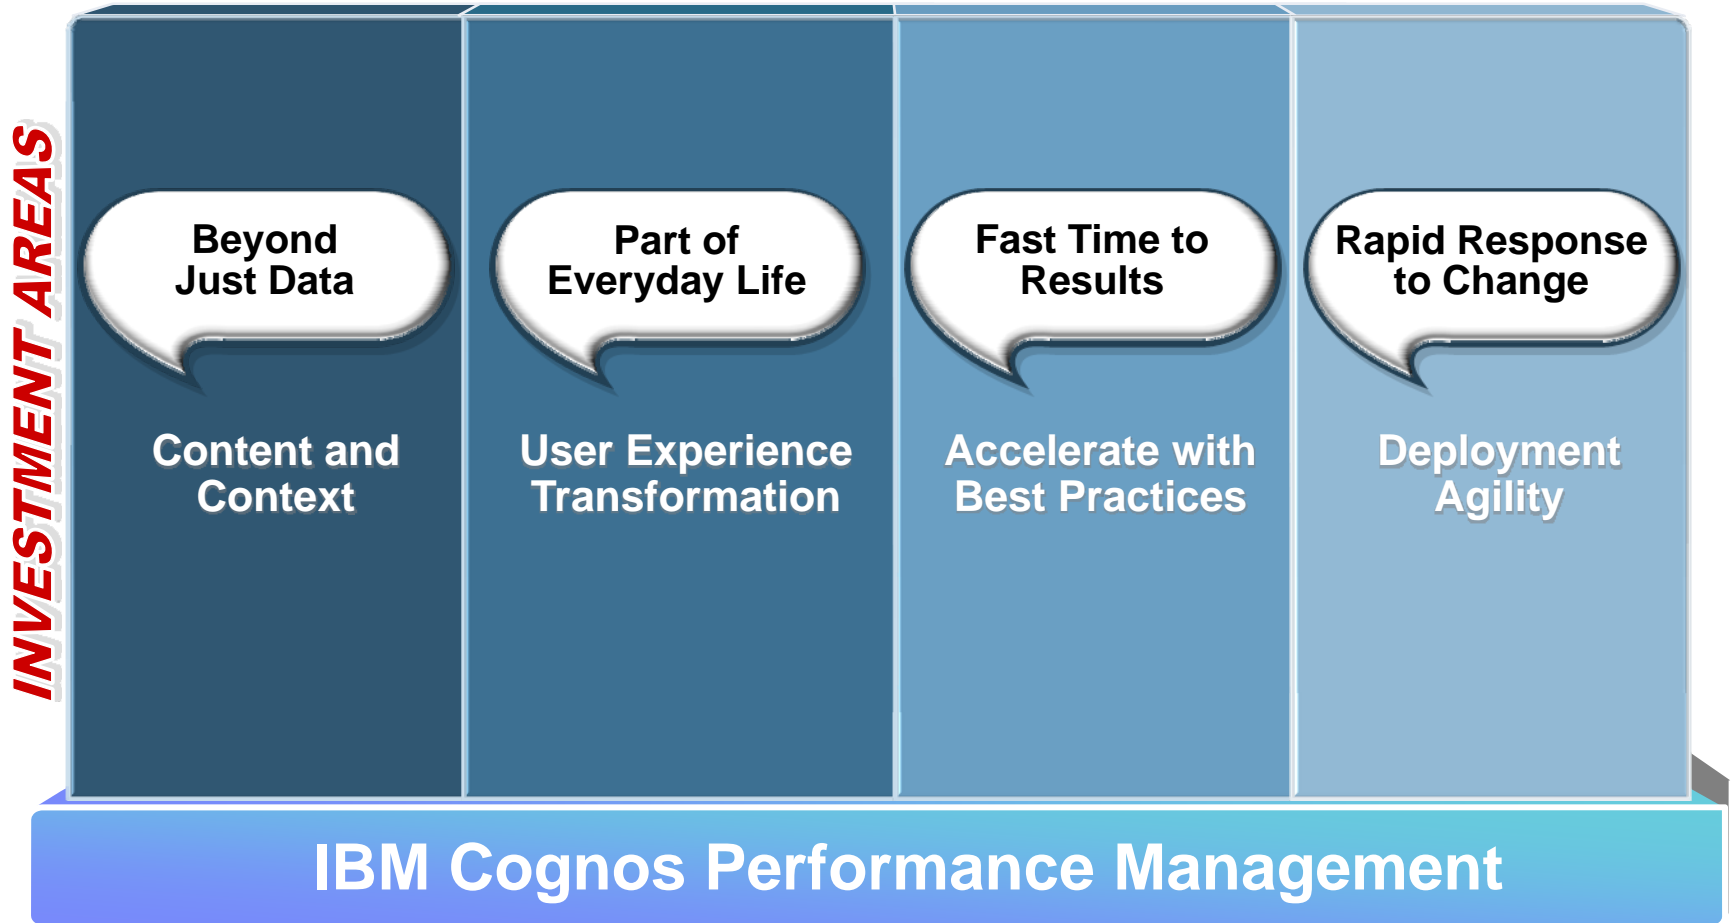 INVESTMENT AREAS
Beyond
Just Data
Content and
Context
Part of
Everyday Life
User Experience
Transformation
Fast Time to
Results
Accelerate with
Best Practices
Rapid Response
to Change
Deployment
Agility
IBM Cognos Performance Management